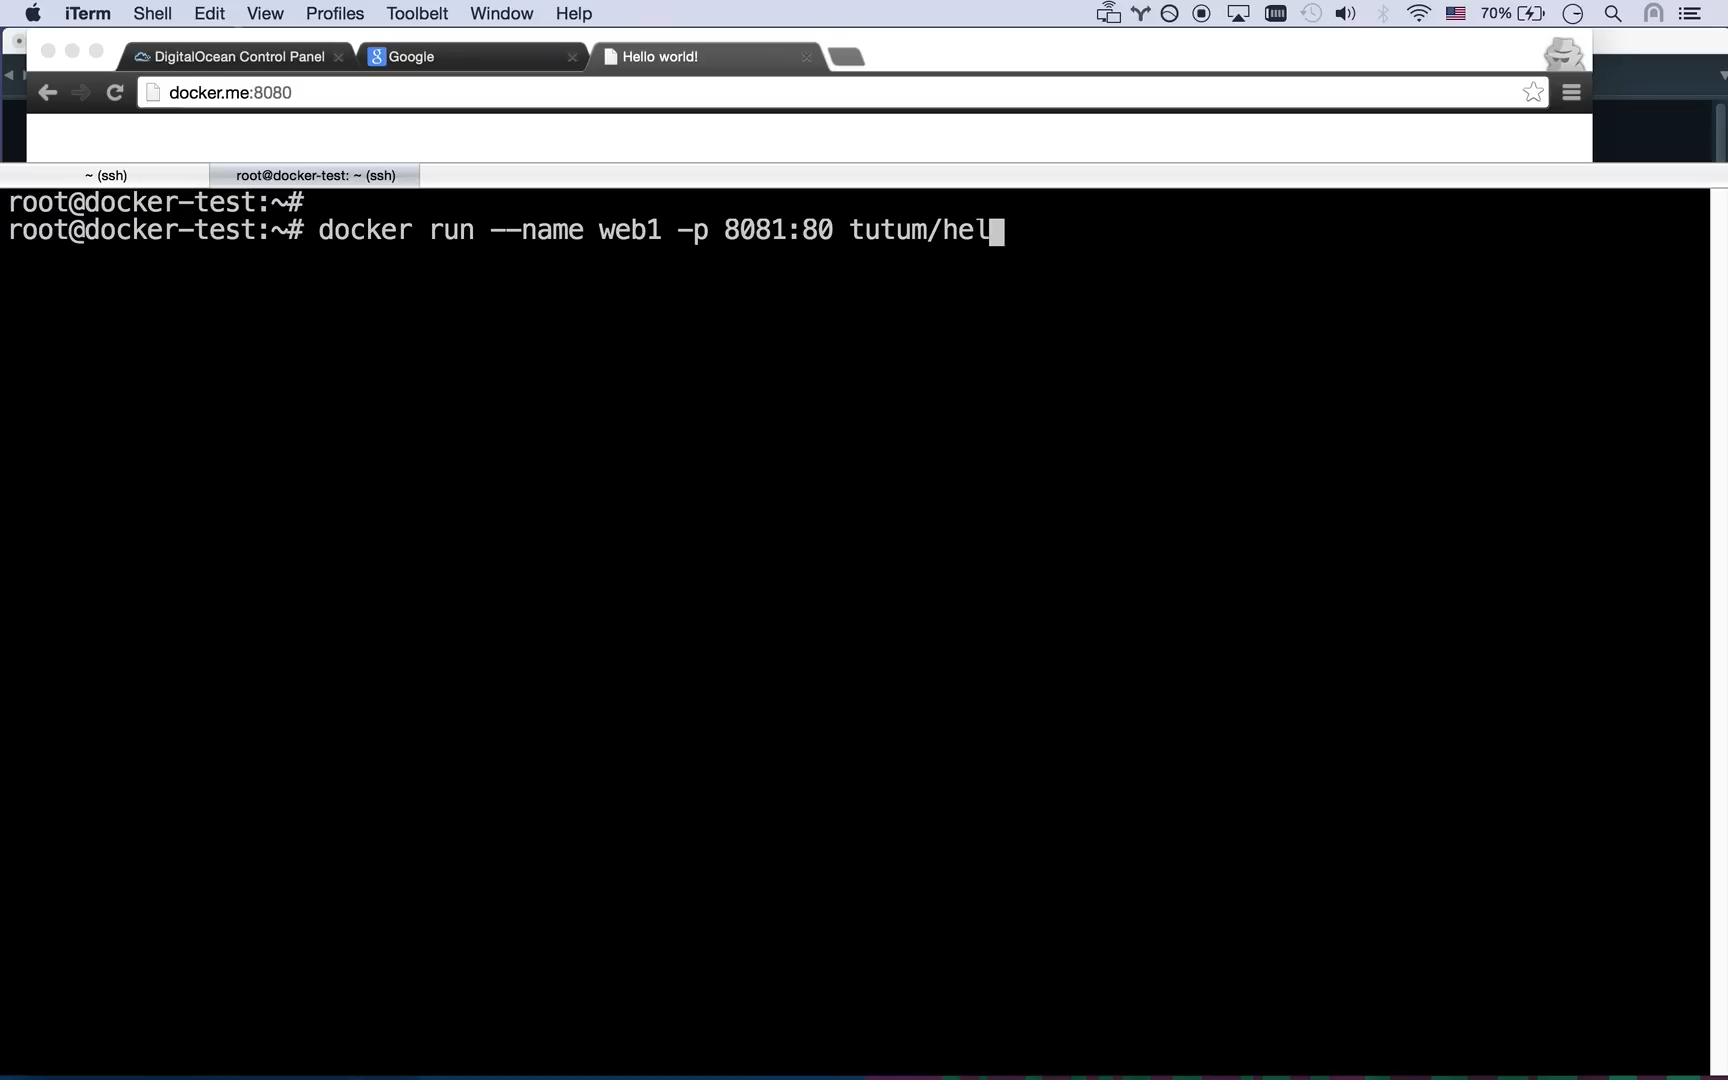 iTerm Shell Edit View Profiles Toolbelt Window Help 70%
DigitalOcean Control Panel Google Hello world!
docker.me:8080
~ (ssh) root@docker-test: ~ (ssh)
root@docker-test:~#
root@docker-test:~# docker run --name web1 -p 8081:80 tutum/hel